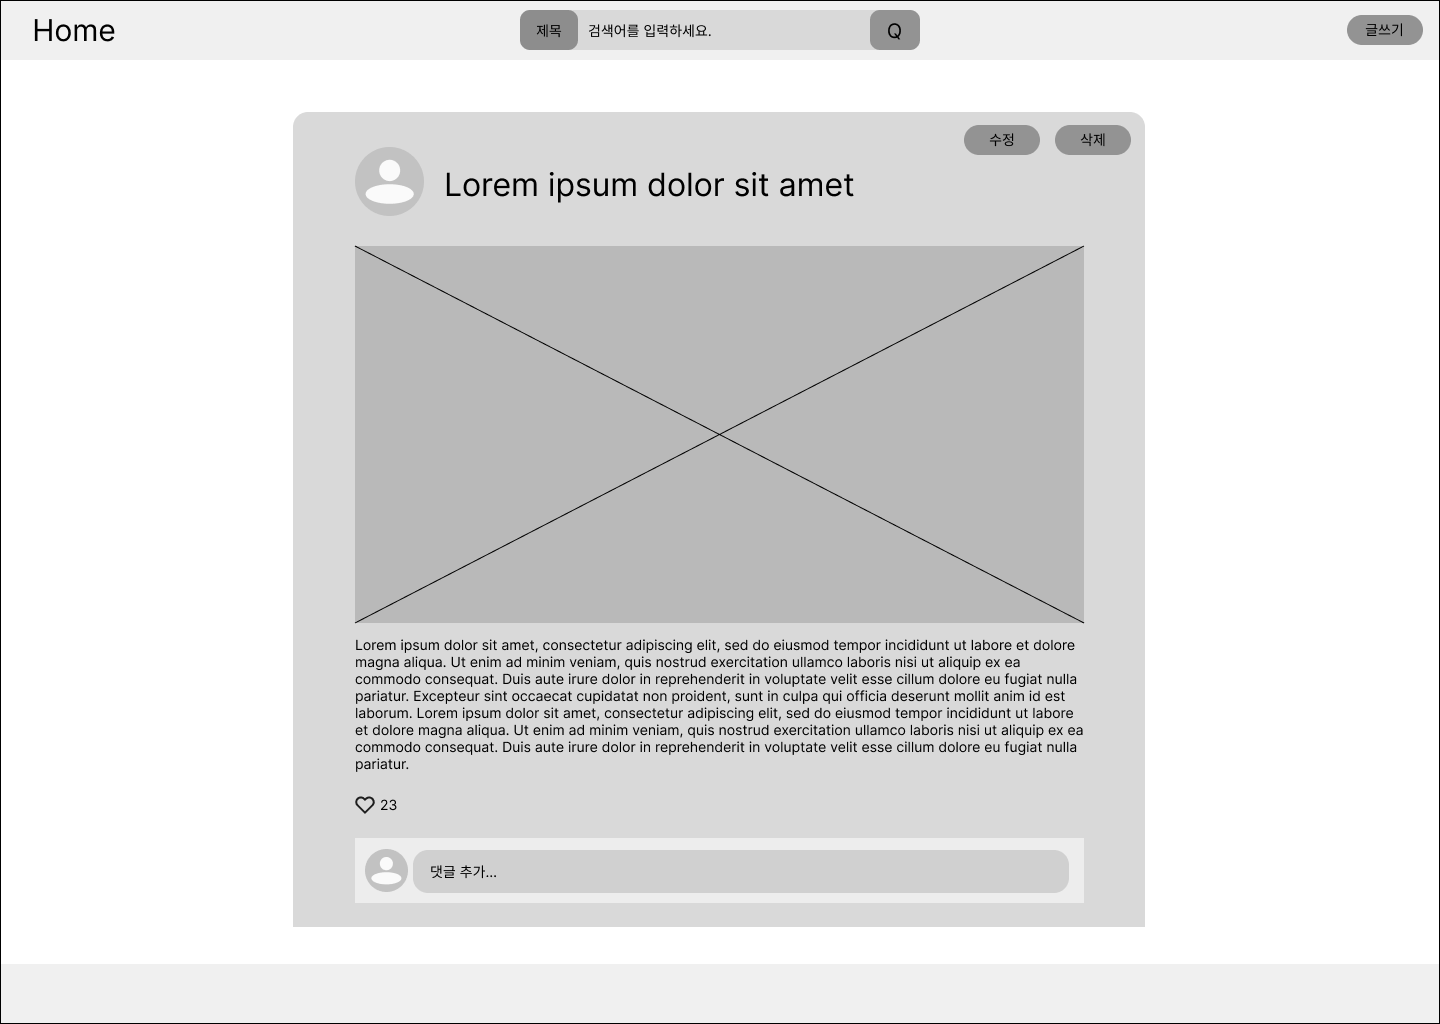 Home
제목
검색어를 입력하세요.
Q
글쓰기
수정
삭제
Lorem ipsum dolor sit amet
Lorem ipsum dolor sit amet, consectetur adipiscing elit, sed do eiusmod tempor incididunt ut labore et dolore
magna aliqua. Ut enim ad minim veniam, quis nostrud exercitation ullamco laboris nisi ut aliquip ex ea
commodo consequat. Duis aute irure dolor in reprehenderit in voluptate velit esse cillum dolore eu fugiat nulla
pariatur. Excepteur sint occaecat cupidatat non proident, sunt in culpa qui officia deserunt mollit anim id est
laborum. Lorem ipsum dolor sit amet, consectetur adipiscing elit, sed do eiusmod tempor incididunt ut labore
et dolore magna aliqua. Ut enim ad minim veniam, quis nostrud exercitation ullamco laboris nisi ut aliquip ex ea
commodo consequat. Duis aute irure dolor in reprehenderit in voluptate velit esse cillum dolore eu fugiat nulla
pariatur.
23
댓글 추가...